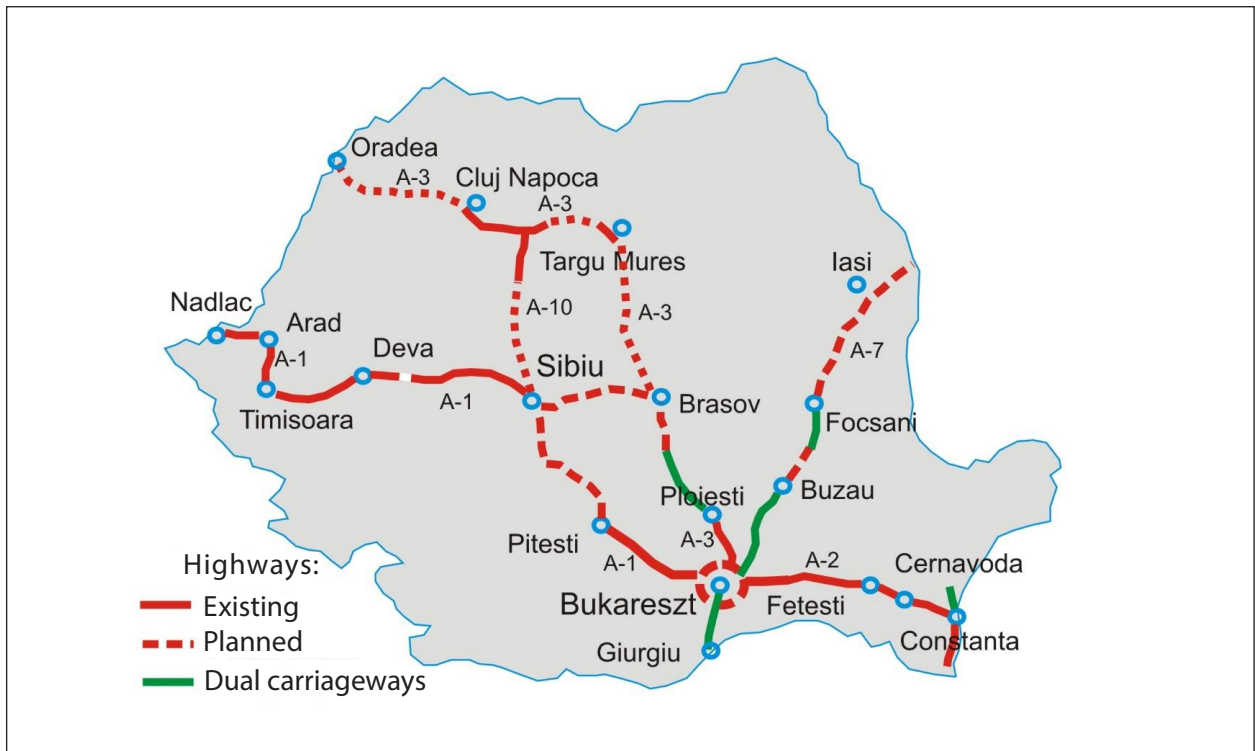 Oradea
A-3
Cluj Napoca
A-3
Targu Mures
Iasi
Nadlac
A-10
A-3
Arad
A-1
Deva
A-7
Sibiu
A-1
Brasov
Timisoara
Focsani
Ploiesti
Buzau
Pitesti
A-3
A-1
A-2
Cernavoda
Highways:
Existing
Bukareszt
Fetesti
Planned
Constanta
Giurgiu
Dual carriageways